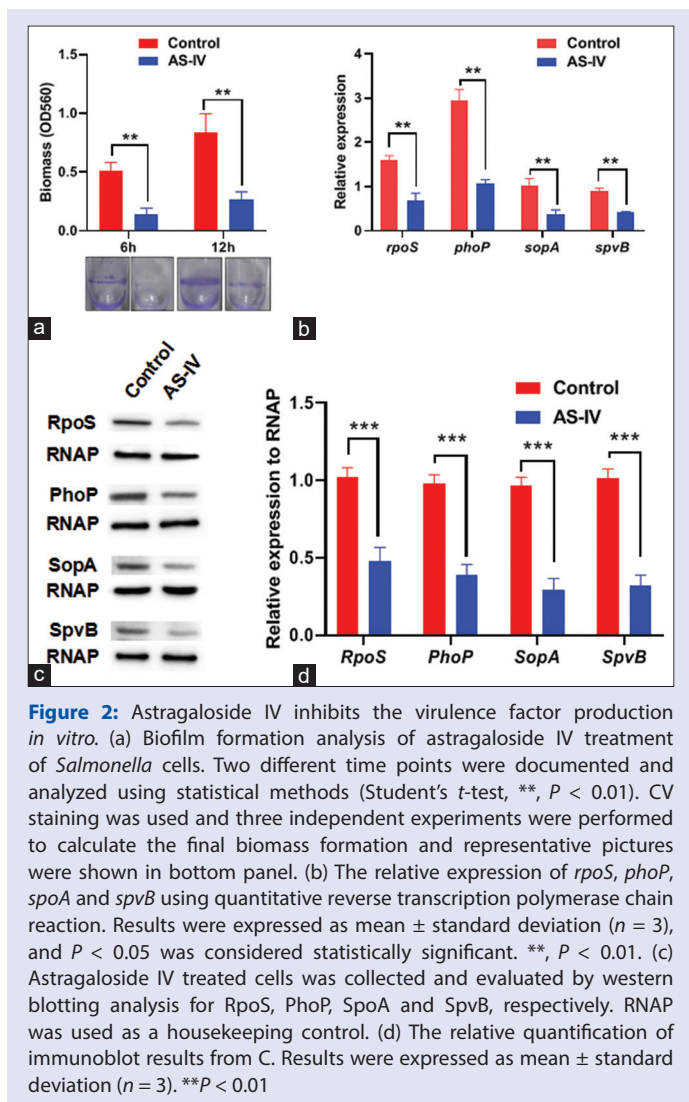 Control
AS-IV
1.5
1.0
0.5
0.0
Biomass (OD560)
**
**
6h
12h
a
Control
AS-IV
4
3
2
1
0
Relative expression
**
**
**
**
rpoS
phoP
sopA
spvB
b
Control
AS-IV
RpoS
RNAP
PhoP
RNAP
SopA
RNAP
SpvB
RNAP
c
Control
AS-IV
1.5
1.0
0.5
0.0
Relative expression to RNAP
***
***
***
***
RpoS
PhoP
SopA
SpvB
d
Figure 2: Astragaloside IV inhibits the virulence factor production
in vitro. (a) Biofilm formation analysis of astragaloside IV treatment
of Salmonella cells. Two different time points were documented and
analyzed using statistical methods (Student's t-test, **, P < 0.01). CV
staining was used and three independent experiments were performed
to calculate the final biomass formation and representative pictures
were shown in bottom panel. (b) The relative expression of rpoS, phoP,
spoA and spvB using quantitative reverse transcription polymerase chain
reaction. Results were expressed as mean ± standard deviation (n = 3),
and P < 0.05 was considered statistically significant. **, P < 0.01. (c)
Astragaloside IV treated cells was collected and evaluated by western
blotting analysis for RpoS, PhoP, SpoA and SpvB, respectively. RNAP
was used as a housekeeping control. (d) The relative quantification of
immunoblot results from C. Results were expressed as mean ± standard
deviation (n = 3). **P < 0.01